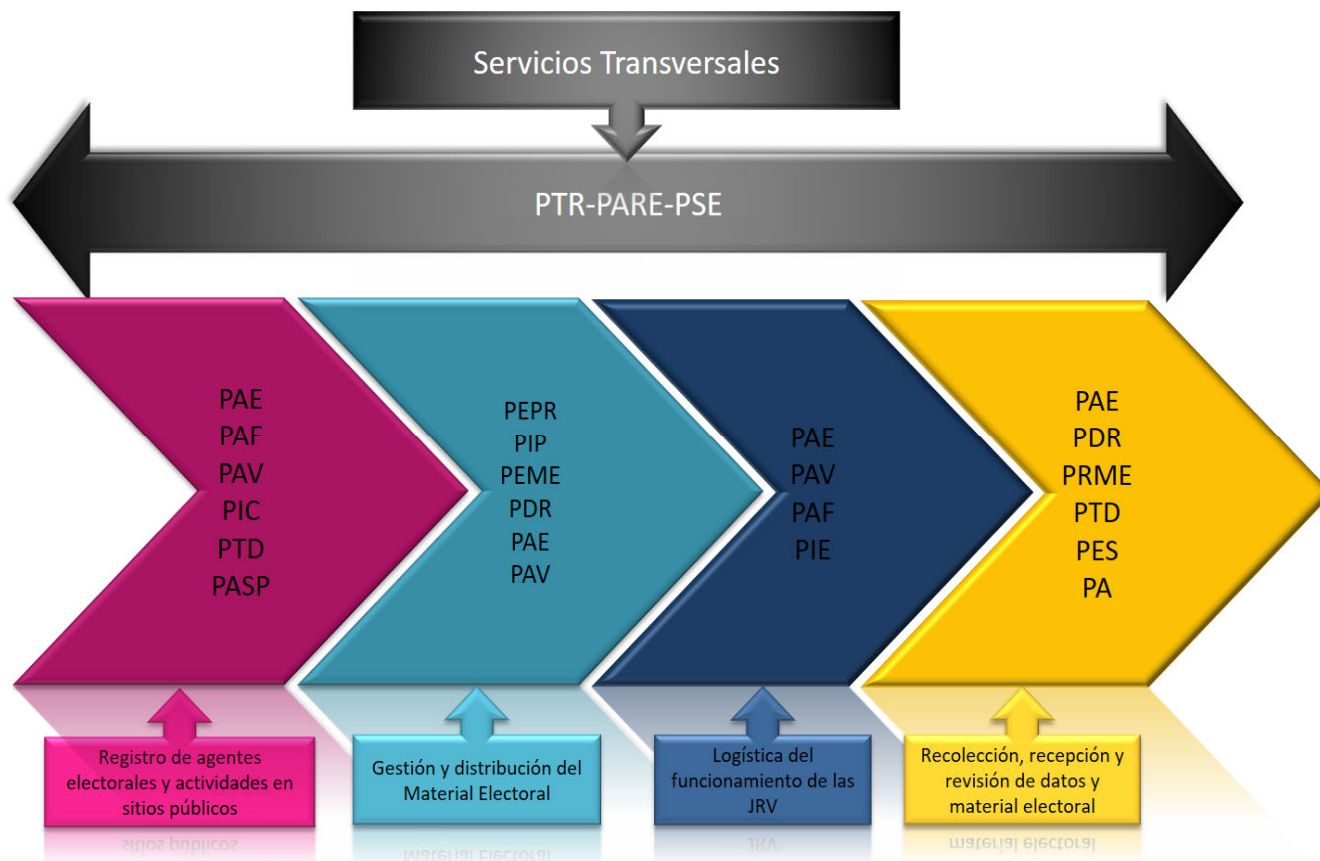 Servicios Transversales
PTR-PARE-PSE
PAE
PAF
PAV
PIC
PTD
PASP
PEPR
PIP
PEME
PDR
PAE
PAV
PAE
PAV
PAF
PIE
PAE
PDR
PRME
PTD
PES
PA
Registro de agentes
electorales y actividades en
sitios públicos
Gestión y distribución del
Material Electoral
Logística del
funcionamiento de las
JRV
Recolección, recepción y
revisión de datos y
material electoral